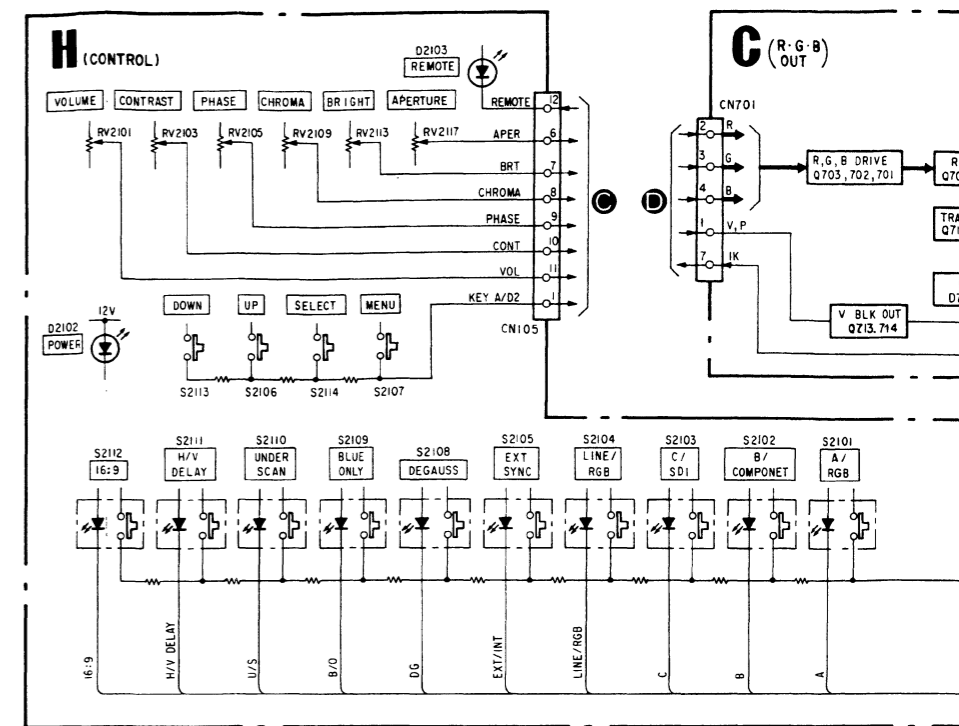 H (CONTROL)
D2103
REMOTE
VOLUME CONTRAST PHASE CHROMA BRIGHT APERTURE
RV2101 RV2103 RV2105 RV2109 RV2113 RV2117
REMOTE 12
APER 6
BRT 7
CHROMA 8
PHASE 9
CONT 10
VOL 11
KEY A/D2 1
CN105
C
12V
D2102
POWER
DOWN UP SELECT MENU
S2113 S2106 S2114 S2107
C (R·G·B OUT)
CN701
D
2 R
3 G
4 B
1 V,P
7 IK
R,G,B DRIVE
Q703,702,701
V BLK OUT
Q713.714
R
Q70
TRA
Q71
D7
S2112
16:9
S2111
H/V
DELAY
S2110
UNDER
SCAN
S2109
BLUE
ONLY
S2108
DEGAUSS
S2105
EXT
SYNC
S2104
LINE/
RGB
S2103
C/
SDI
S2102
B/
COMPONET
S2101
A/
RGB
16:9
H/V DELAY
U/S
B/O
DG
EXT/INT
LINE/RGB
C
B
A